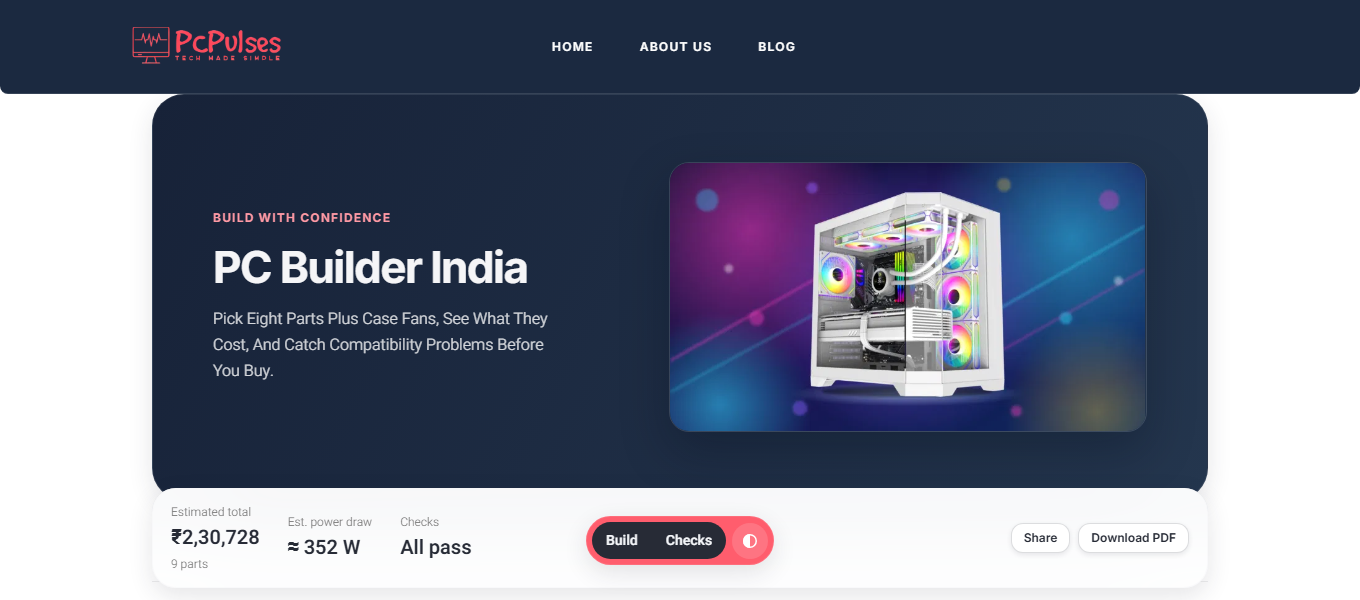 PcPulses
TECH MADE SIMPLE
HOME
ABOUT US
BLOG
BUILD WITH CONFIDENCE
PC Builder India
Pick Eight Parts Plus Case Fans, See What They
Cost, And Catch Compatibility Problems Before
You Buy.
Estimated total
₹2,30,728
9 parts
Est. power draw
≈ 352 W
Checks
All pass
Build
Checks
Share
Download PDF